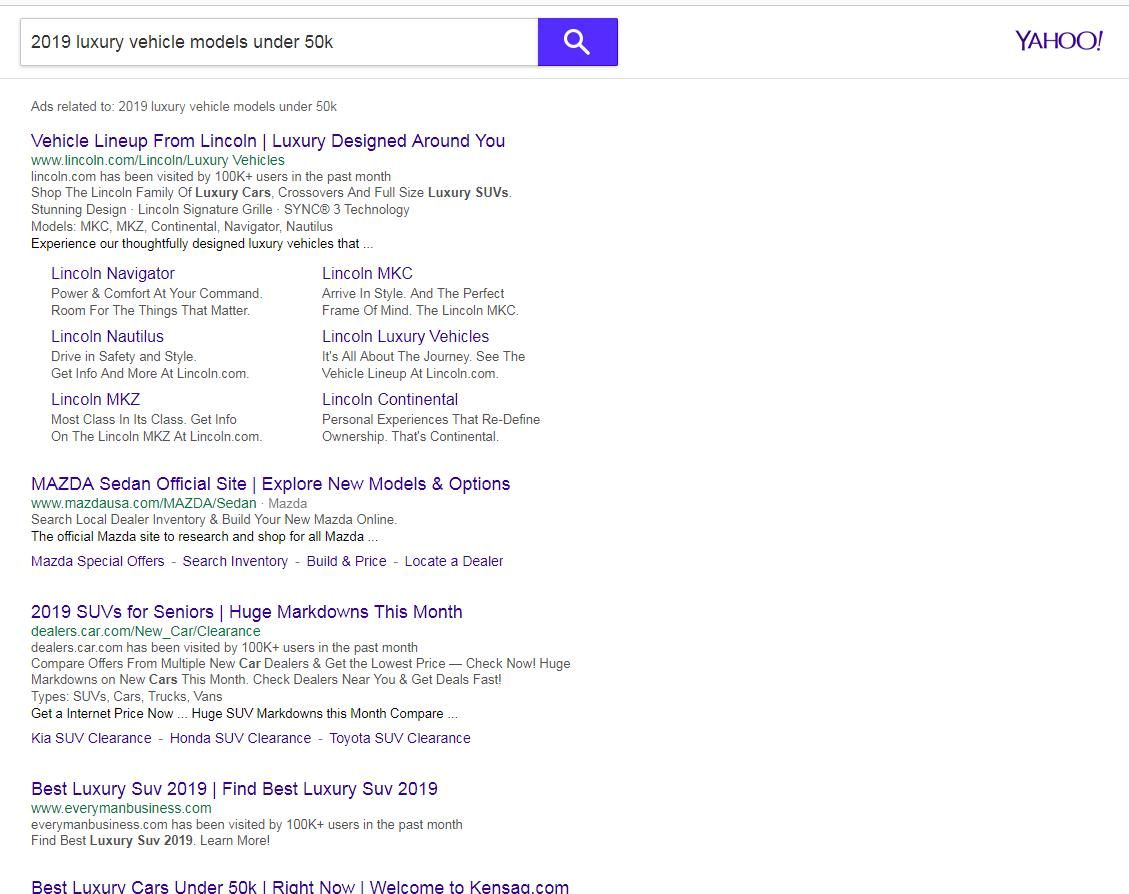 2019 luxury vehicle models under 50k
YAHOO!
Ads related to: 2019 luxury vehicle models under 50k
Vehicle Lineup From Lincoln | Luxury Designed Around You
www.lincoln.com/Lincoln/Luxury Vehicles
lincoln.com has been visited by 100K+ users in the past month
Shop The Lincoln Family Of Luxury Cars, Crossovers And Full Size Luxury SUVs.
Stunning Design · Lincoln Signature Grille · SYNC® 3 Technology
Models: MKC, MKZ, Continental, Navigator, Nautilus
Experience our thoughtfully designed luxury vehicles that ...
Lincoln Navigator
Power & Comfort At Your Command.
Room For The Things That Matter.
Lincoln MKC
Arrive In Style. And The Perfect
Frame Of Mind. The Lincoln MKC.
Lincoln Nautilus
Drive in Safety and Style.
Get Info And More At Lincoln.com.
Lincoln Luxury Vehicles
It's All About The Journey. See The
Vehicle Lineup At Lincoln.com.
Lincoln MKZ
Most Class In Its Class. Get Info
On The Lincoln MKZ At Lincoln.com.
Lincoln Continental
Personal Experiences That Re-Define
Ownership. That's Continental.
MAZDA Sedan Official Site | Explore New Models & Options
www.mazdausa.com/MAZDA/Sedan · Mazda
Search Local Dealer Inventory & Build Your New Mazda Online.
The official Mazda site to research and shop for all Mazda ...
Mazda Special Offers - Search Inventory - Build & Price - Locate a Dealer
2019 SUVs for Seniors | Huge Markdowns This Month
dealers.car.com/New_Car/Clearance
dealers.car.com has been visited by 100K+ users in the past month
Compare Offers From Multiple New Car Dealers & Get the Lowest Price — Check Now! Huge
Markdowns on New Cars This Month. Check Dealers Near You & Get Deals Fast!
Types: SUVs, Cars, Trucks, Vans
Get a Internet Price Now ... Huge SUV Markdowns this Month Compare ...
Kia SUV Clearance - Honda SUV Clearance - Toyota SUV Clearance
Best Luxury Suv 2019 | Find Best Luxury Suv 2019
www.everymanbusiness.com
everymanbusiness.com has been visited by 100K+ users in the past month
Find Best Luxury Suv 2019. Learn More!
Best Luxury Cars Under 50k | Right Now | Welcome to Kensaq.com